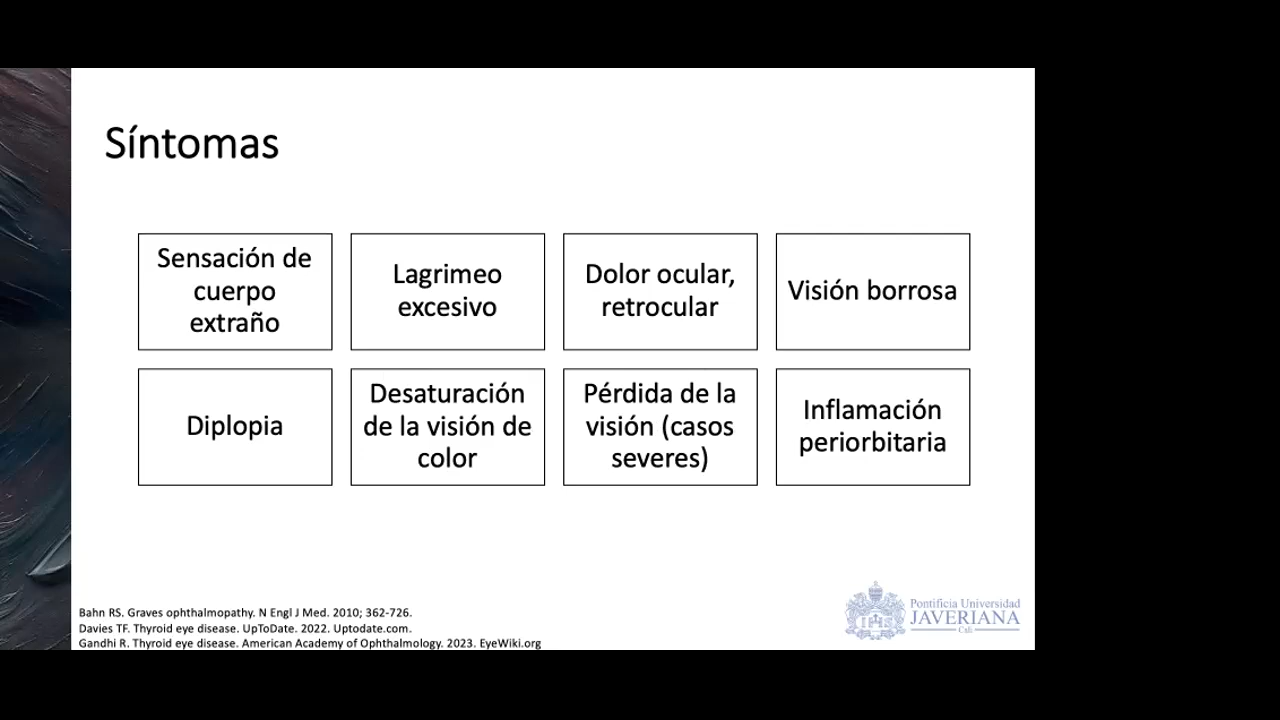 Síntomas
Sensación de
cuerpo
extraño
Lagrimeo
excesivo
Dolor ocular,
retrocular
Visión borrosa
Diplopia
Desaturación
de la visión de
color
Pérdida de la
visión (casos
severes)
Inflamación
periorbitaria
Bahn RS. Graves ophthalmopathy. N Engl J Med. 2010; 362-726.
Davies TF. Thyroid eye disease. UpToDate. 2022. Uptodate.com.
Gandhi R. Thyroid eye disease. American Academy of Ophthalmology. 2023. EyeWiki.org
Pontificia Universidad
JAVERIANA
Cali